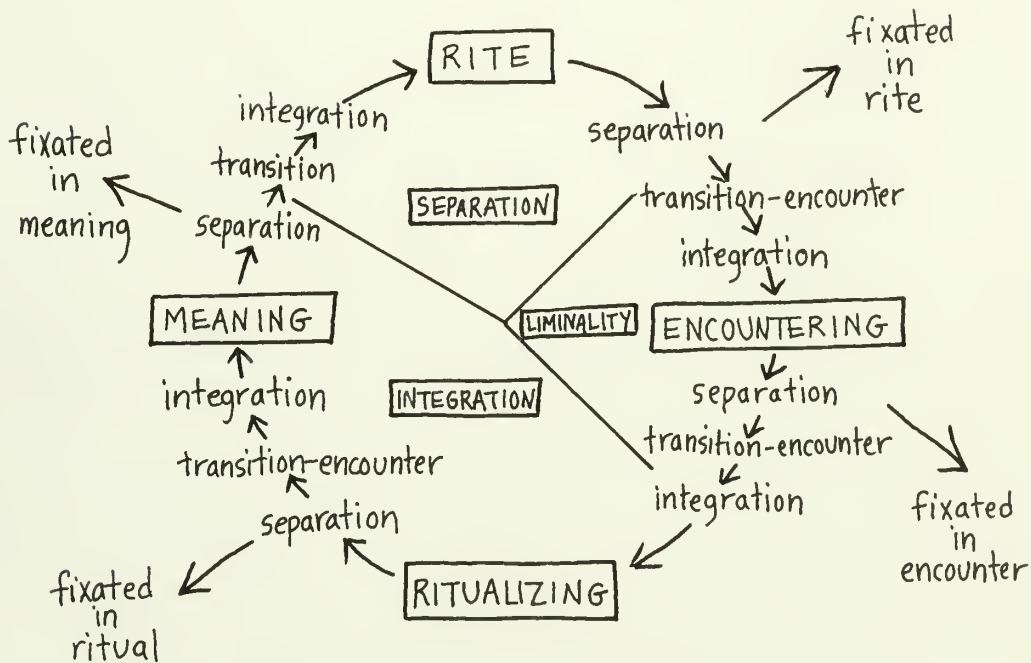 RITE
fixated
in
rite
integration
separation
fixated
in
meaning
transition
SEPARATION
transition-encounter
separation
integration
MEANING
LIMINALITY
ENCOUNTERING
integration
INTEGRATION
separation
transition-encounter
transition-encounter
integration
separation
fixated
in
encounter
fixated
in
ritual
RITUALIZING